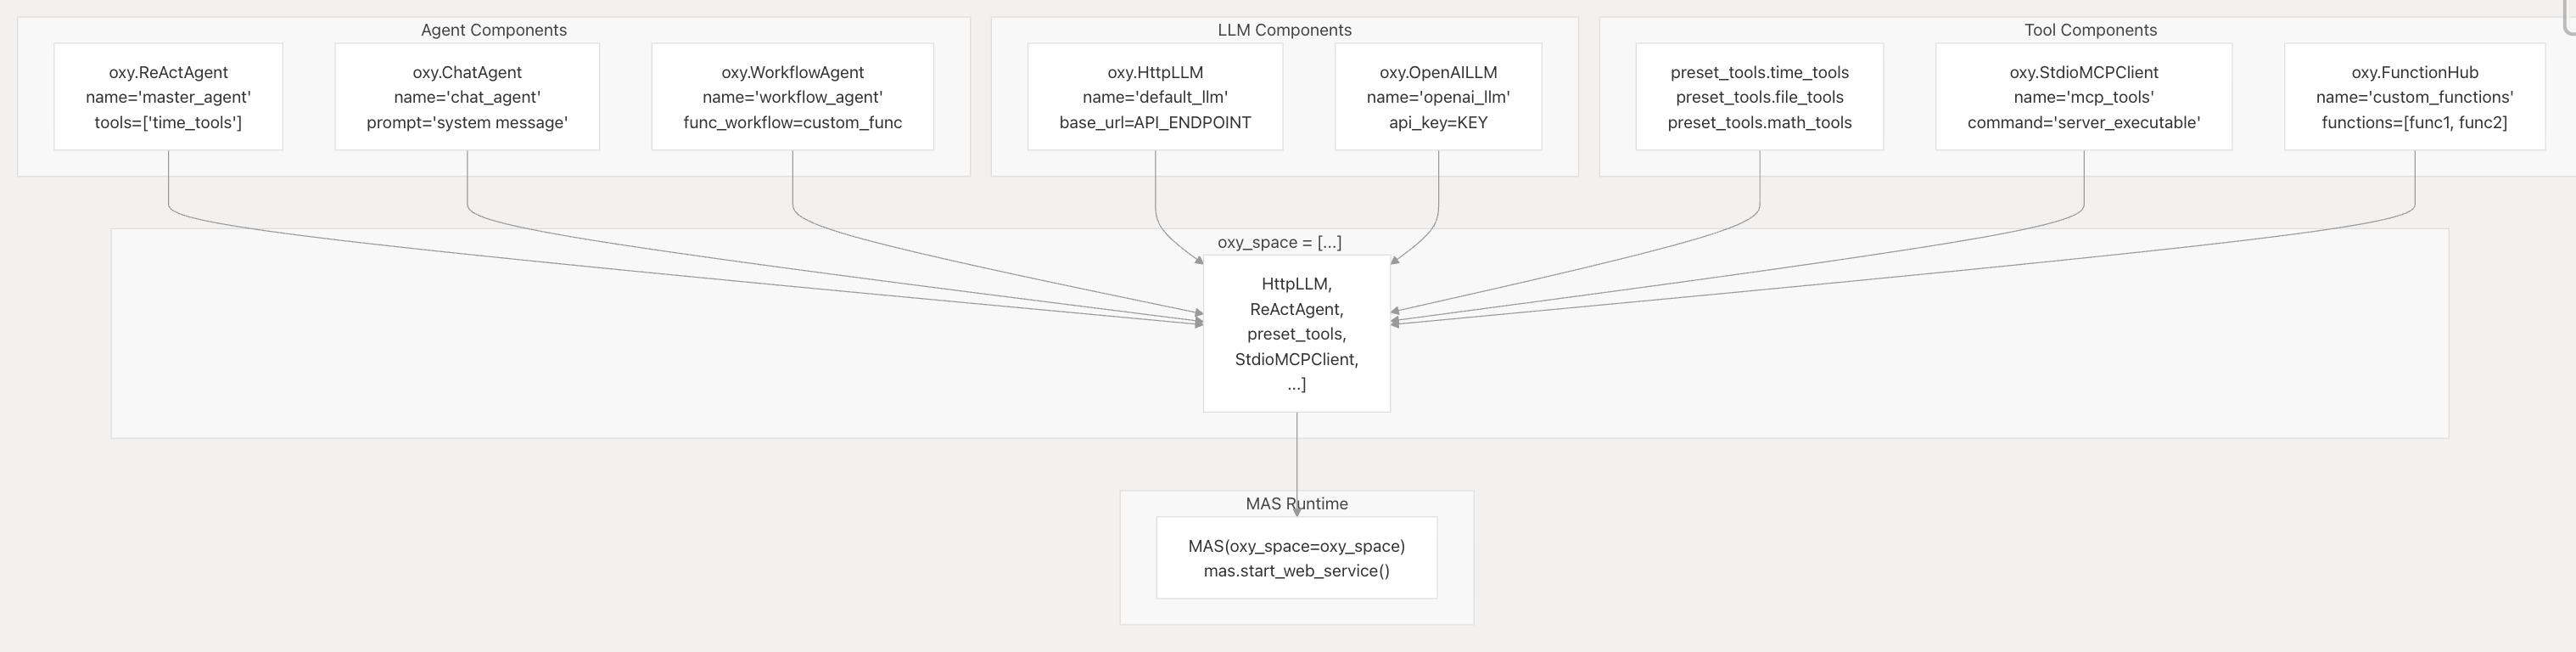 Agent Components
oxy.ReActAgent
name='master_agent'
tools=['time_tools']
oxy.ChatAgent
name='chat_agent'
prompt='system message'
oxy.WorkflowAgent
name='workflow_agent'
func_workflow=custom_func
LLM Components
oxy.HttpLLM
name='default_llm'
base_url=API_ENDPOINT
oxy.OpenAILLM
name='openai_llm'
api_key=KEY
Tool Components
preset_tools.time_tools
preset_tools.file_tools
preset_tools.math_tools
oxy.StdioMCPClient
name='mcp_tools'
command='server_executable'
oxy.FunctionHub
name='custom_functions'
functions=[func1, func2]
oxy_space = [...]
HttpLLM,
ReActAgent,
preset_tools,
StdioMCPClient,
...]
MAS Runtime
MAS(oxy_space=oxy_space)
mas.start_web_service()